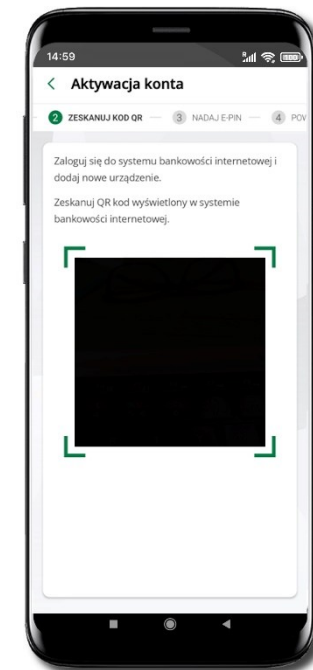 14:59
Aktywacja konta
2 ZESKANUJ KOD QR 3 NADAJ E-PIN 4 POW
Zaloguj się do systemu bankowości internetowej i
dodaj nowe urządzenie.
Zeskanuj QR kod wyświetlony w systemie
bankowości internetowej.